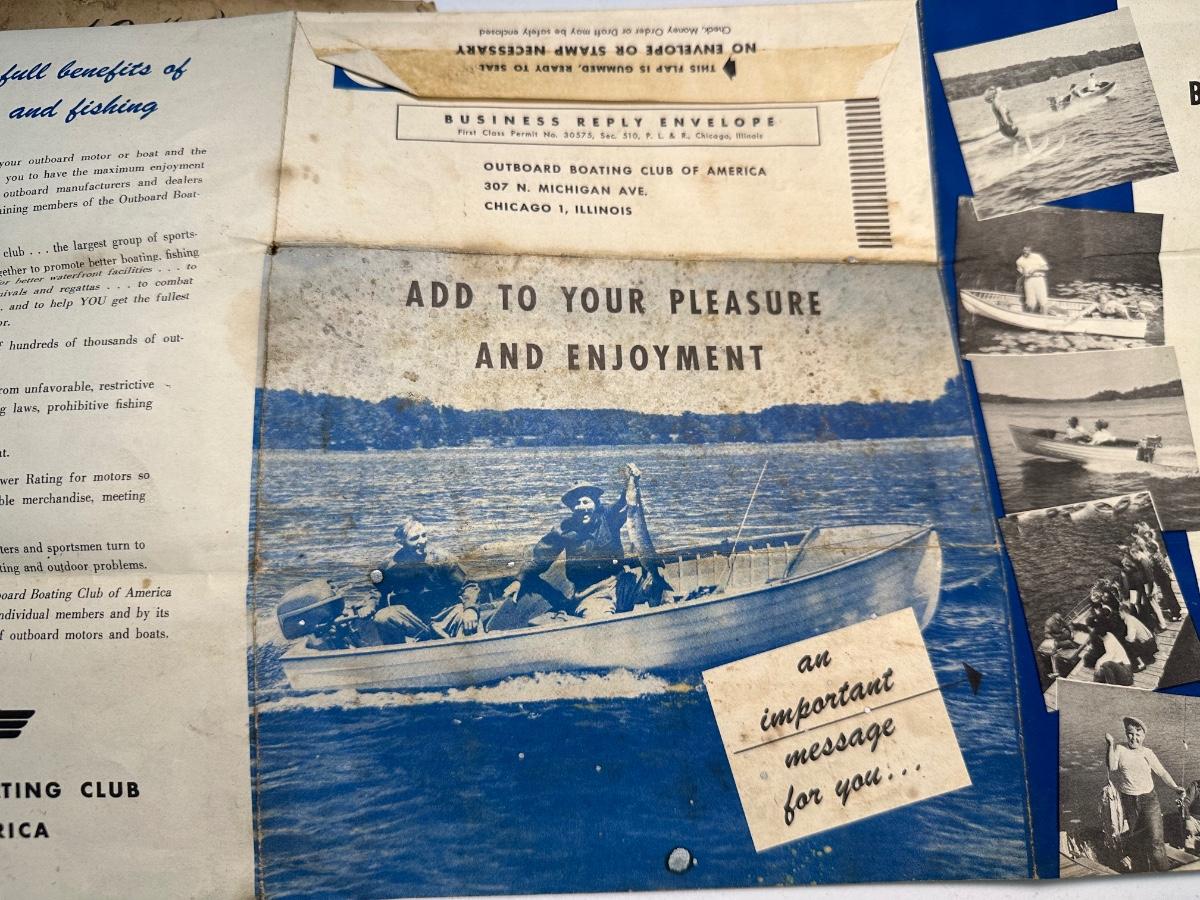 full benefits of
and fishing
your outboard motor or boat and the
you to have the maximum enjoyment
outboard manufacturers and dealers
ining members of the Outboard Boat-
club . . . the largest group of sports-
gether to promote better boating, fishing
or better waterfront facilities . . . to
ivals and regattas . . . to combat
. and to help YOU get the fullest
or.
hundreds of thousands of out-
rom unfavorable, restrictive
g laws, prohibitive fishing
t.
wer Rating for motors so
ble merchandise, meeting
ters and sportsmen turn to
ting and outdoor problems.
board Boating Club of America
ndividual members and by its
f outboard motors and boats.
TING CLUB
RICA
THIS FLAP IS GUMMED, READY TO SEAL
NO ENVELOPE OR STAMP NECESSARY
Check, Money Order or Draft may be safely enclosed
BUSINESS REPLY ENVELOPE
First Class Permit No. 30575, Sec. 510, P. L. & R., Chicago, Illinois
OUTBOARD BOATING CLUB OF AMERICA
307 N. MICHIGAN AVE.
CHICAGO 1, ILLINOIS
ADD TO YOUR PLEASURE
AND ENJOYMENT
an
important
message
for you...
B